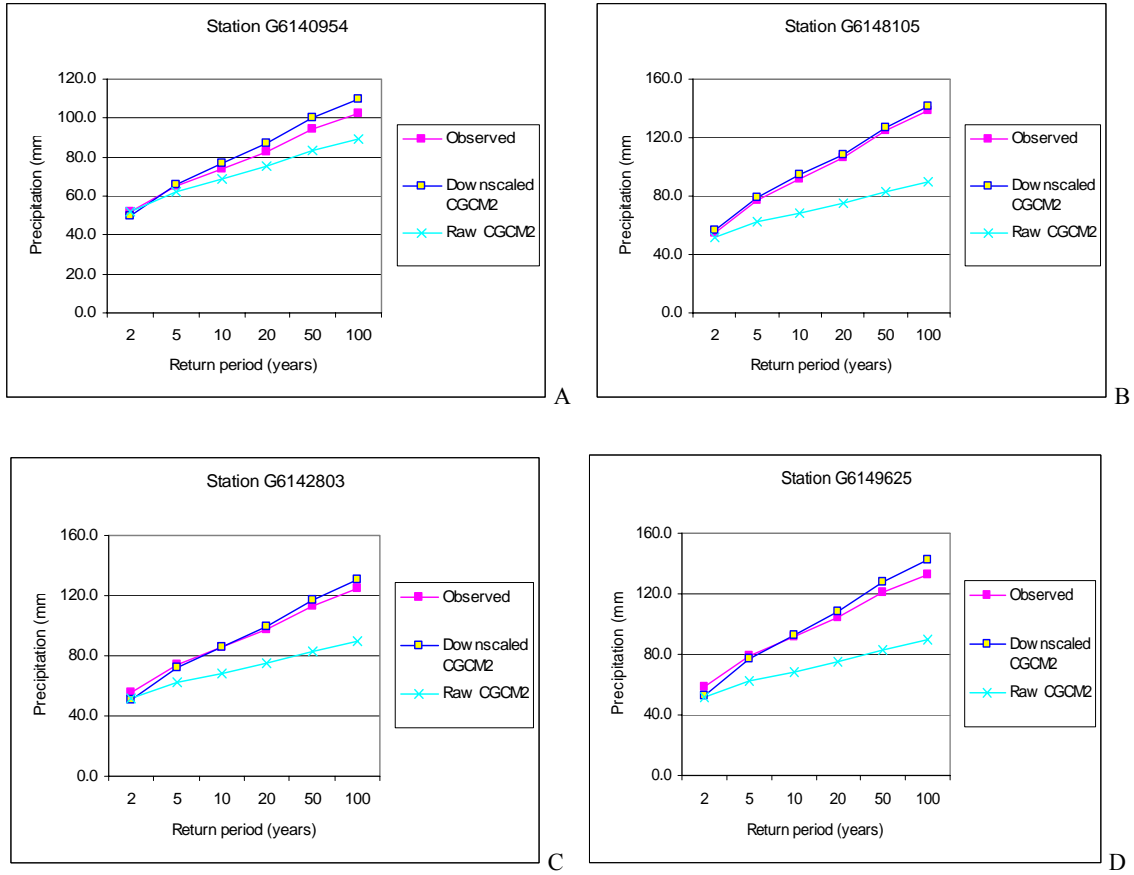 Station G6140954
120.0
100.0
80.0
60.0
40.0
20.0
0.0
Precipitation (mm
2 5 10 20 50 100
Return period (years)
Observed
Downscaled
CGCM2
Raw CGCM2
A
Station G6148105
160.0
120.0
80.0
40.0
0.0
Precipitation (mm
2 5 10 20 50 100
Return period (years)
Observed
Downscaled
CGCM2
Raw CGCM2
B
Station G6142803
160.0
120.0
80.0
40.0
0.0
Precipitation (mm
2 5 10 20 50 100
Return period (years)
Observed
Downscaled
CGCM2
Raw CGCM2
C
Station G6149625
160.0
120.0
80.0
40.0
0.0
Precipitation (mm
2 5 10 20 50 100
Return period (years)
Observed
Downscaled
CGCM2
Raw CGCM2
D